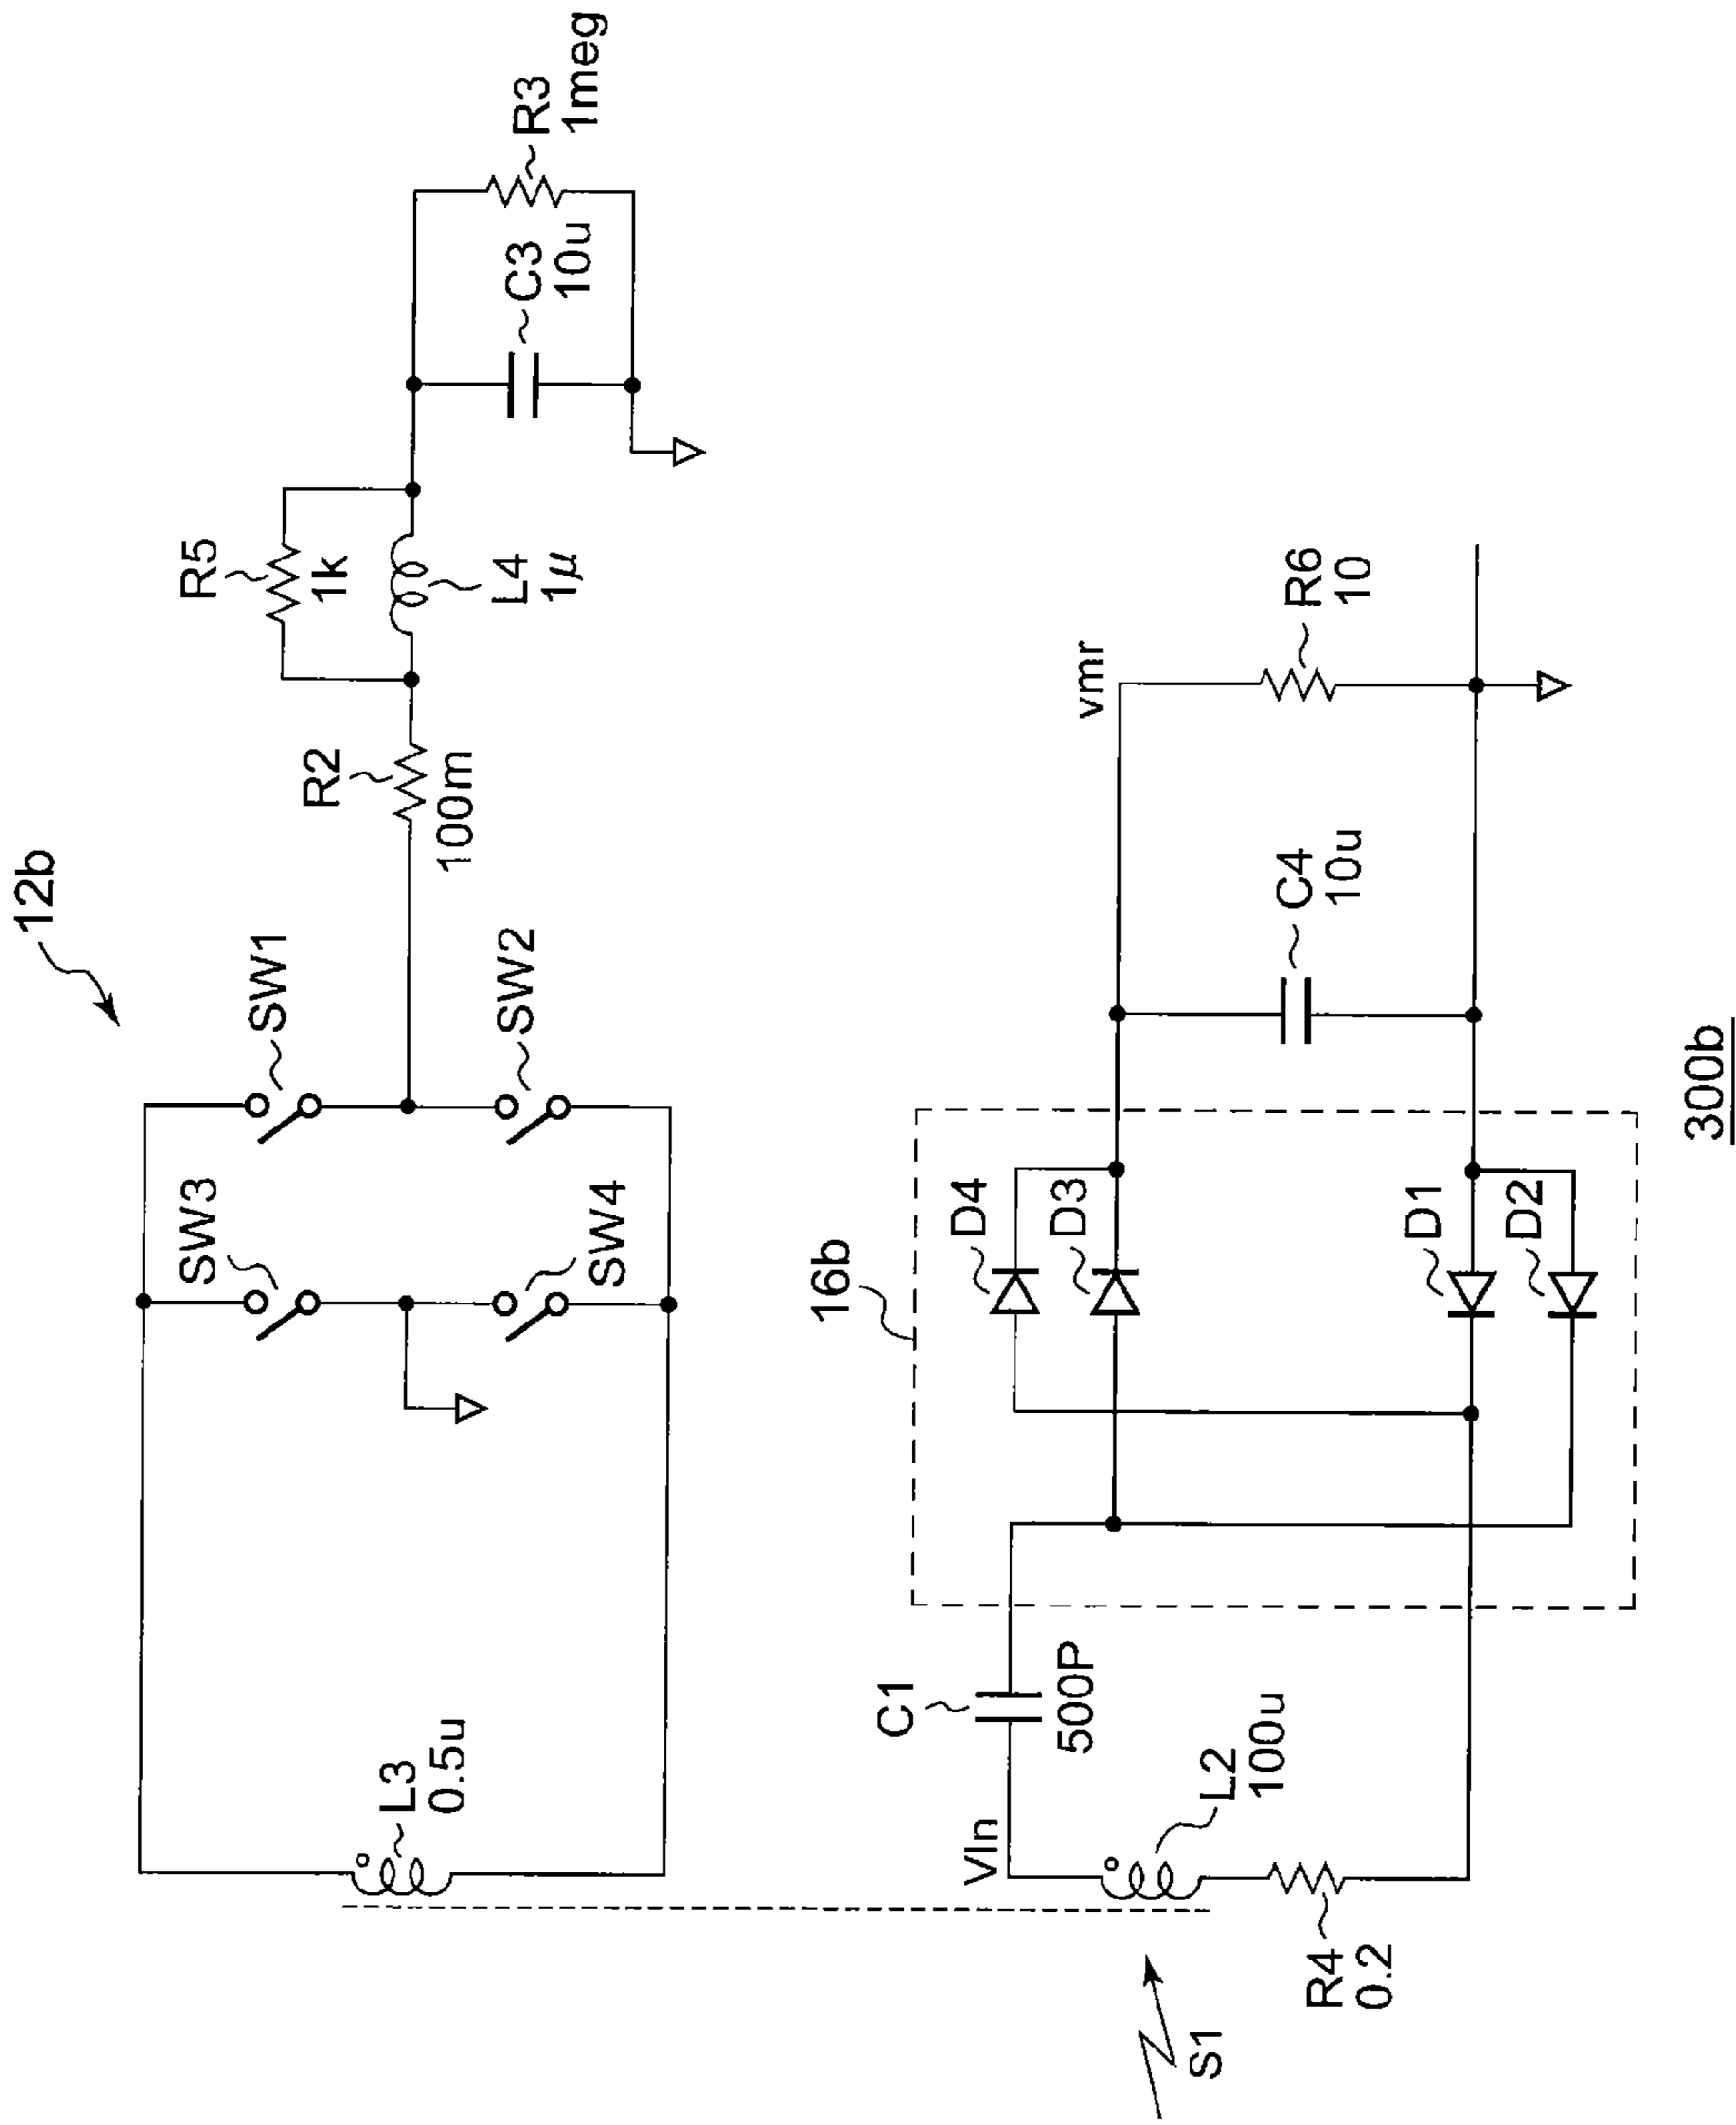 12b
SW3
SW1
SW4
SW2
L3
0.5u
R2
100m
R5
1k
L4
1μ
C3
10u
R3
1meg
S1
VIn
L2
100u
R4
0.2
C1
500P
16b
D4
D3
D1
D2
C4
10u
vmr
R6
10
300b